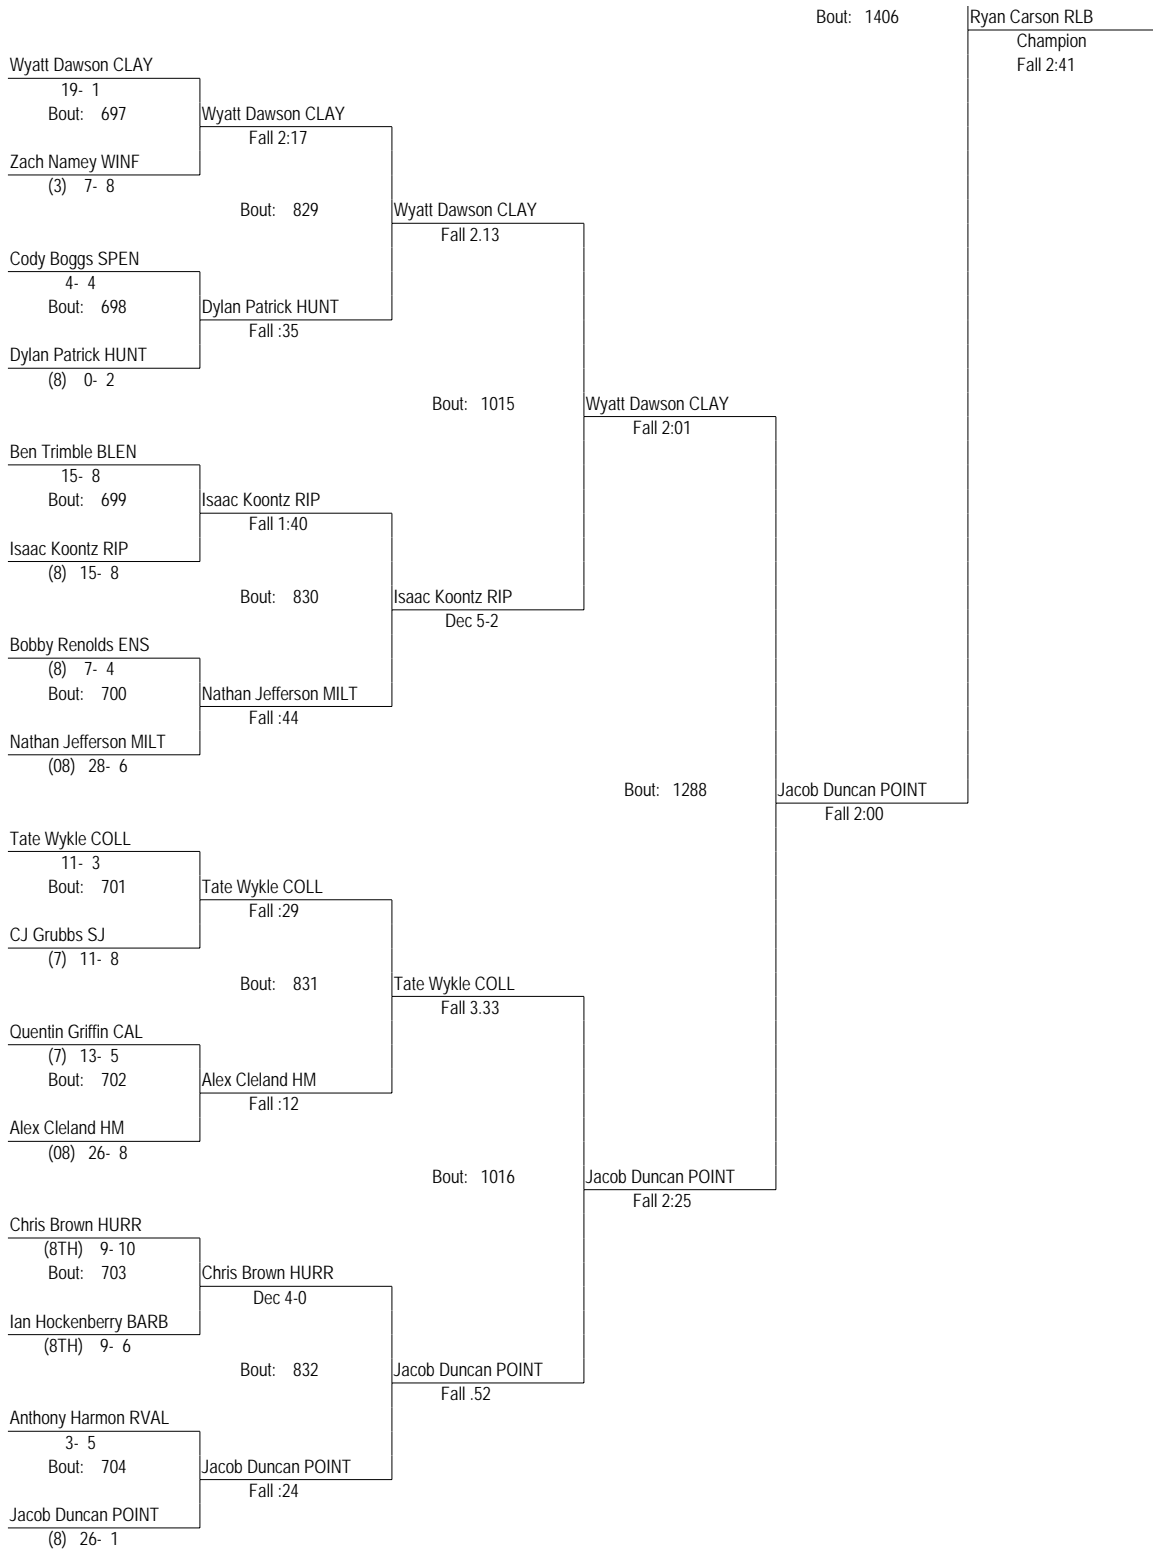 Bout: 1406 Ryan Carson RLB
Champion
Wyatt Dawson CLAY Fall 2:41
19- 1
Bout: 697 Wyatt Dawson CLAY
Fall 2:17
Zach Namey WINF
(3) 7- 8
Bout: 829 Wyatt Dawson CLAY
Fall 2.13
Cody Boggs SPEN
4- 4
Bout: 698 Dylan Patrick HUNT
Fall :35
Dylan Patrick HUNT
(8) 0- 2
Bout: 1015 Wyatt Dawson CLAY
Fall 2:01
Ben Trimble BLEN
15- 8
Bout: 699 Isaac Koontz RIP
Fall 1:40
Isaac Koontz RIP
(8) 15- 8
Bout: 830 Isaac Koontz RIP
Dec 5-2
Bobby Renolds ENS
(8) 7- 4
Bout: 700 Nathan Jefferson MILT
Fall :44
Nathan Jefferson MILT
(08) 28- 6
Bout: 1288 Jacob Duncan POINT
Fall 2:00
Tate Wykle COLL
11- 3
Bout: 701 Tate Wykle COLL
Fall :29
CJ Grubbs SJ
(7) 11- 8
Bout: 831 Tate Wykle COLL
Fall 3.33
Quentin Griffin CAL
(7) 13- 5
Bout: 702 Alex Cleland HM
Fall :12
Alex Cleland HM
(08) 26- 8
Bout: 1016 Jacob Duncan POINT
Fall 2:25
Chris Brown HURR
(8TH) 9- 10
Bout: 703 Chris Brown HURR
Dec 4-0
Ian Hockenberry BARB
(8TH) 9- 6
Bout: 832 Jacob Duncan POINT
Fall .52
Anthony Harmon RVAL
3- 5
Bout: 704 Jacob Duncan POINT
Fall :24
Jacob Duncan POINT
(8) 26- 1